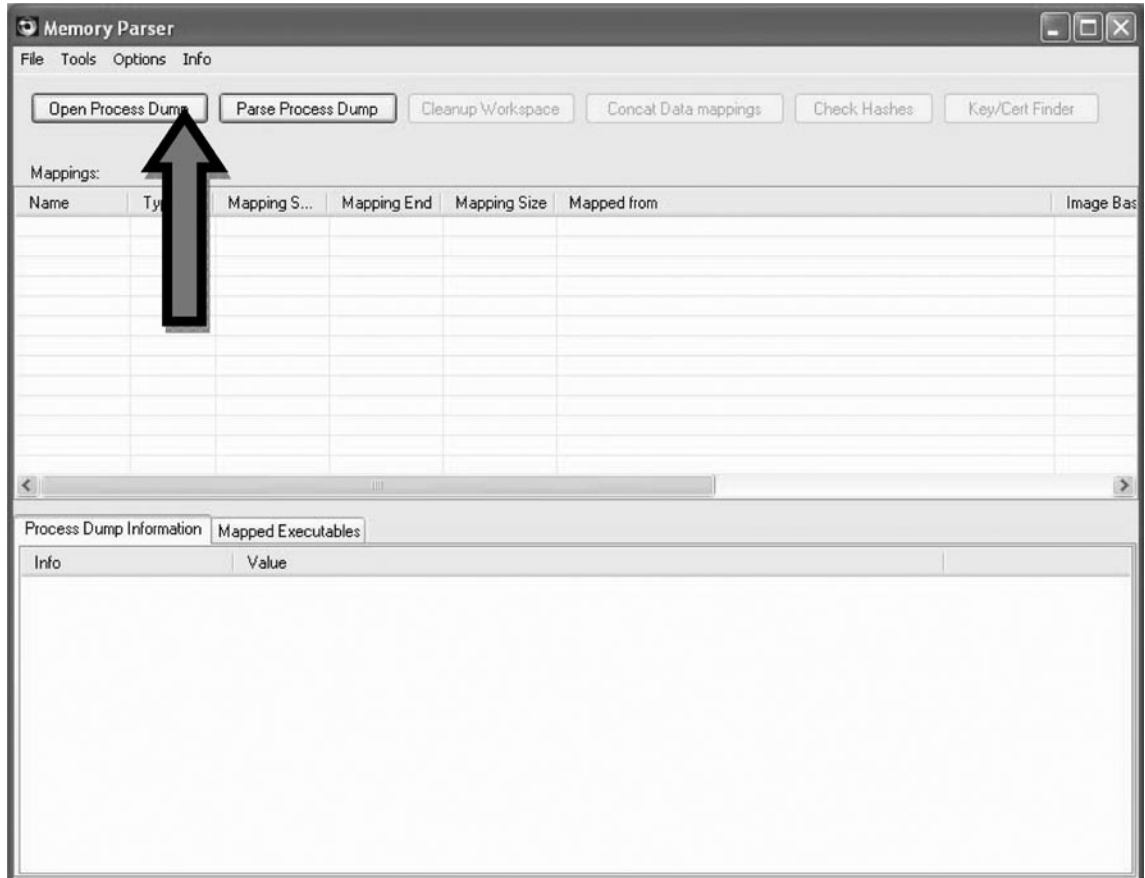 Memory Parser
File Tools Options Info
Open Process Dump Parse Process Dump Cleanup Workspace Concat Data mappings Check Hashes Key/Cert Finder
Mappings:
Name Mapping S... Mapping End Mapping Size Mapped from Image Bas
Process Dump Information Mapped Executables
Info Value